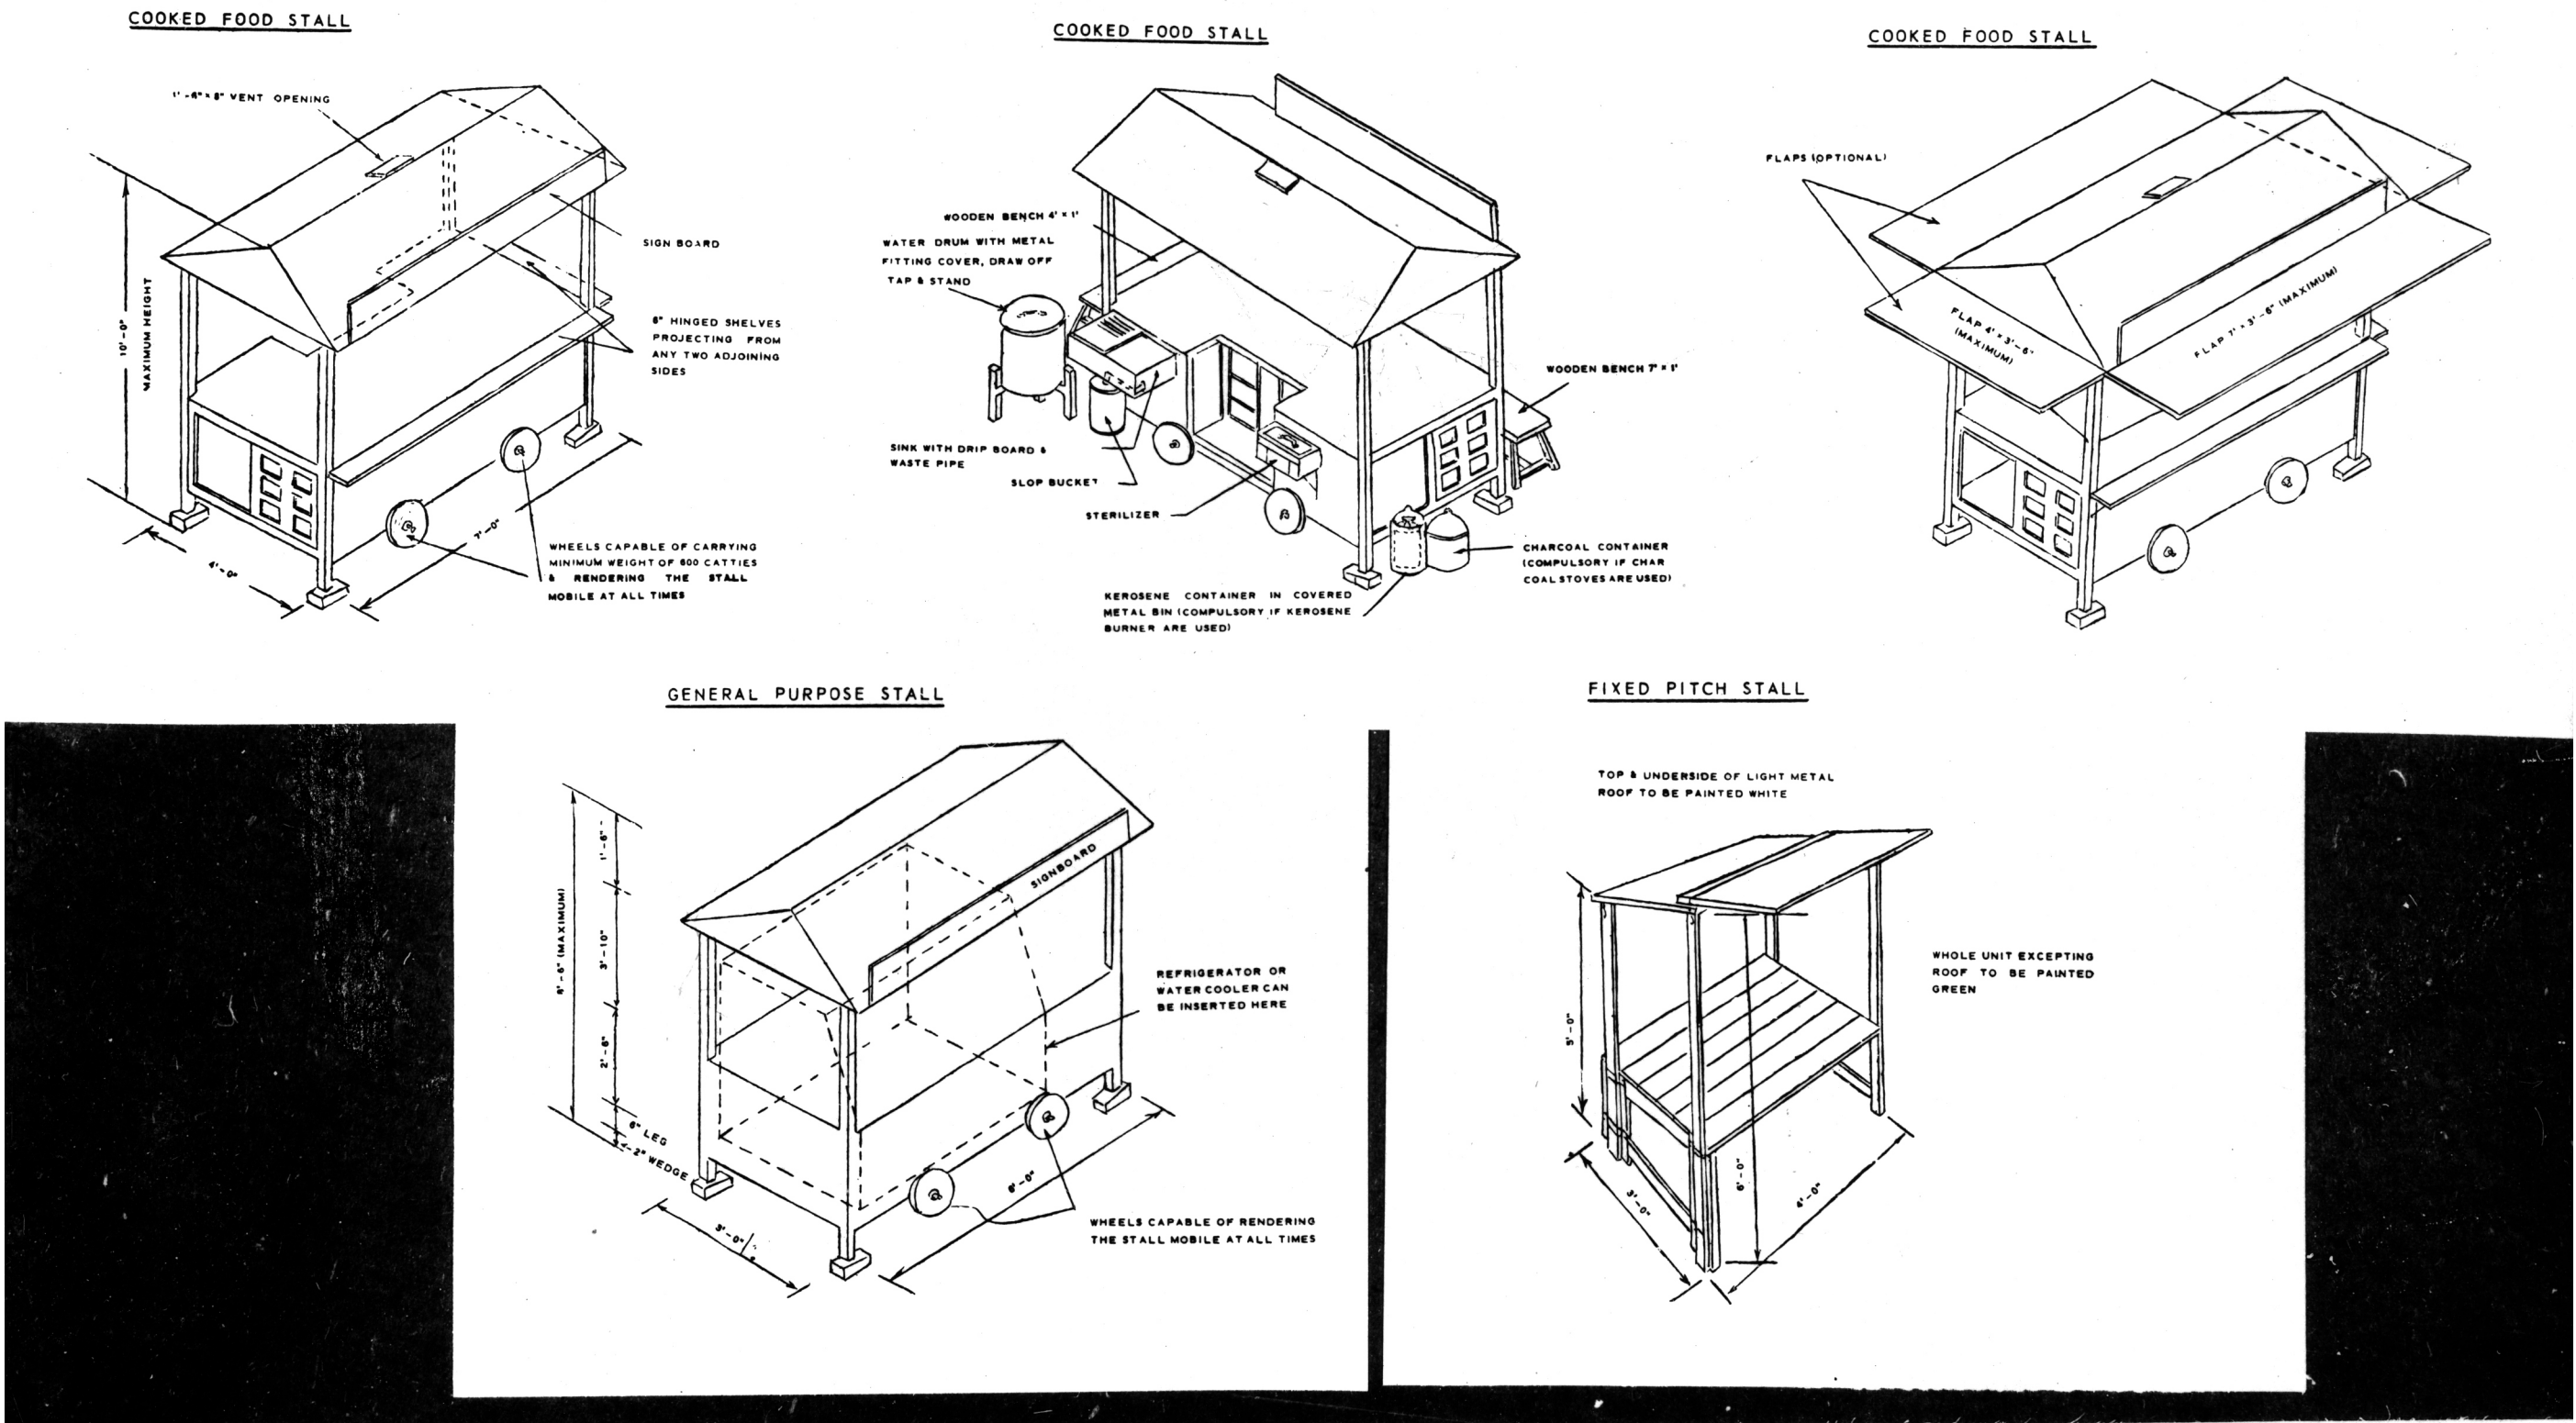 COOKED FOOD STALL
1'-6" × 8" VENT OPENING
10'-0"
MAXIMUM HEIGHT
SIGN BOARD
6" HINGED SHELVES
PROJECTING FROM
ANY TWO ADJOINING
SIDES
4'-0"
7'-0"
WHEELS CAPABLE OF CARRYING
MINIMUM WEIGHT OF 600 CATTIES
& RENDERING THE STALL
MOBILE AT ALL TIMES
COOKED FOOD STALL
WOODEN BENCH 4' × 1'
WATER DRUM WITH METAL
FITTING COVER, DRAW OFF
TAP & STAND
SINK WITH DRIP BOARD &
WASTE PIPE
SLOP BUCKET
STERILIZER
WOODEN BENCH 7' × 1'
CHARCOAL CONTAINER
(COMPULSORY IF CHAR
COAL STOVES ARE USED)
KEROSENE CONTAINER IN COVERED
METAL BIN (COMPULSORY IF KEROSENE
BURNER ARE USED)
COOKED FOOD STALL
FLAPS (OPTIONAL)
FLAP 4' × 3'-6"
(MAXIMUM)
FLAP 7' × 3'-6" (MAXIMUM)
GENERAL PURPOSE STALL
(MAXIMUM)
1'-6"
3'-10"
2'-6"
6" LEG
2" WEDGE
SIGNBOARD
REFRIGERATOR OR
WATER COOLER CAN
BE INSERTED HERE
3'-0"
6'-0"
WHEELS CAPABLE OF RENDERING
THE STALL MOBILE AT ALL TIMES
FIXED PITCH STALL
TOP & UNDERSIDE OF LIGHT METAL
ROOF TO BE PAINTED WHITE
WHOLE UNIT EXCEPTING
ROOF TO BE PAINTED
GREEN
5'-0"
3'-0"
6'-0"
4'-0"